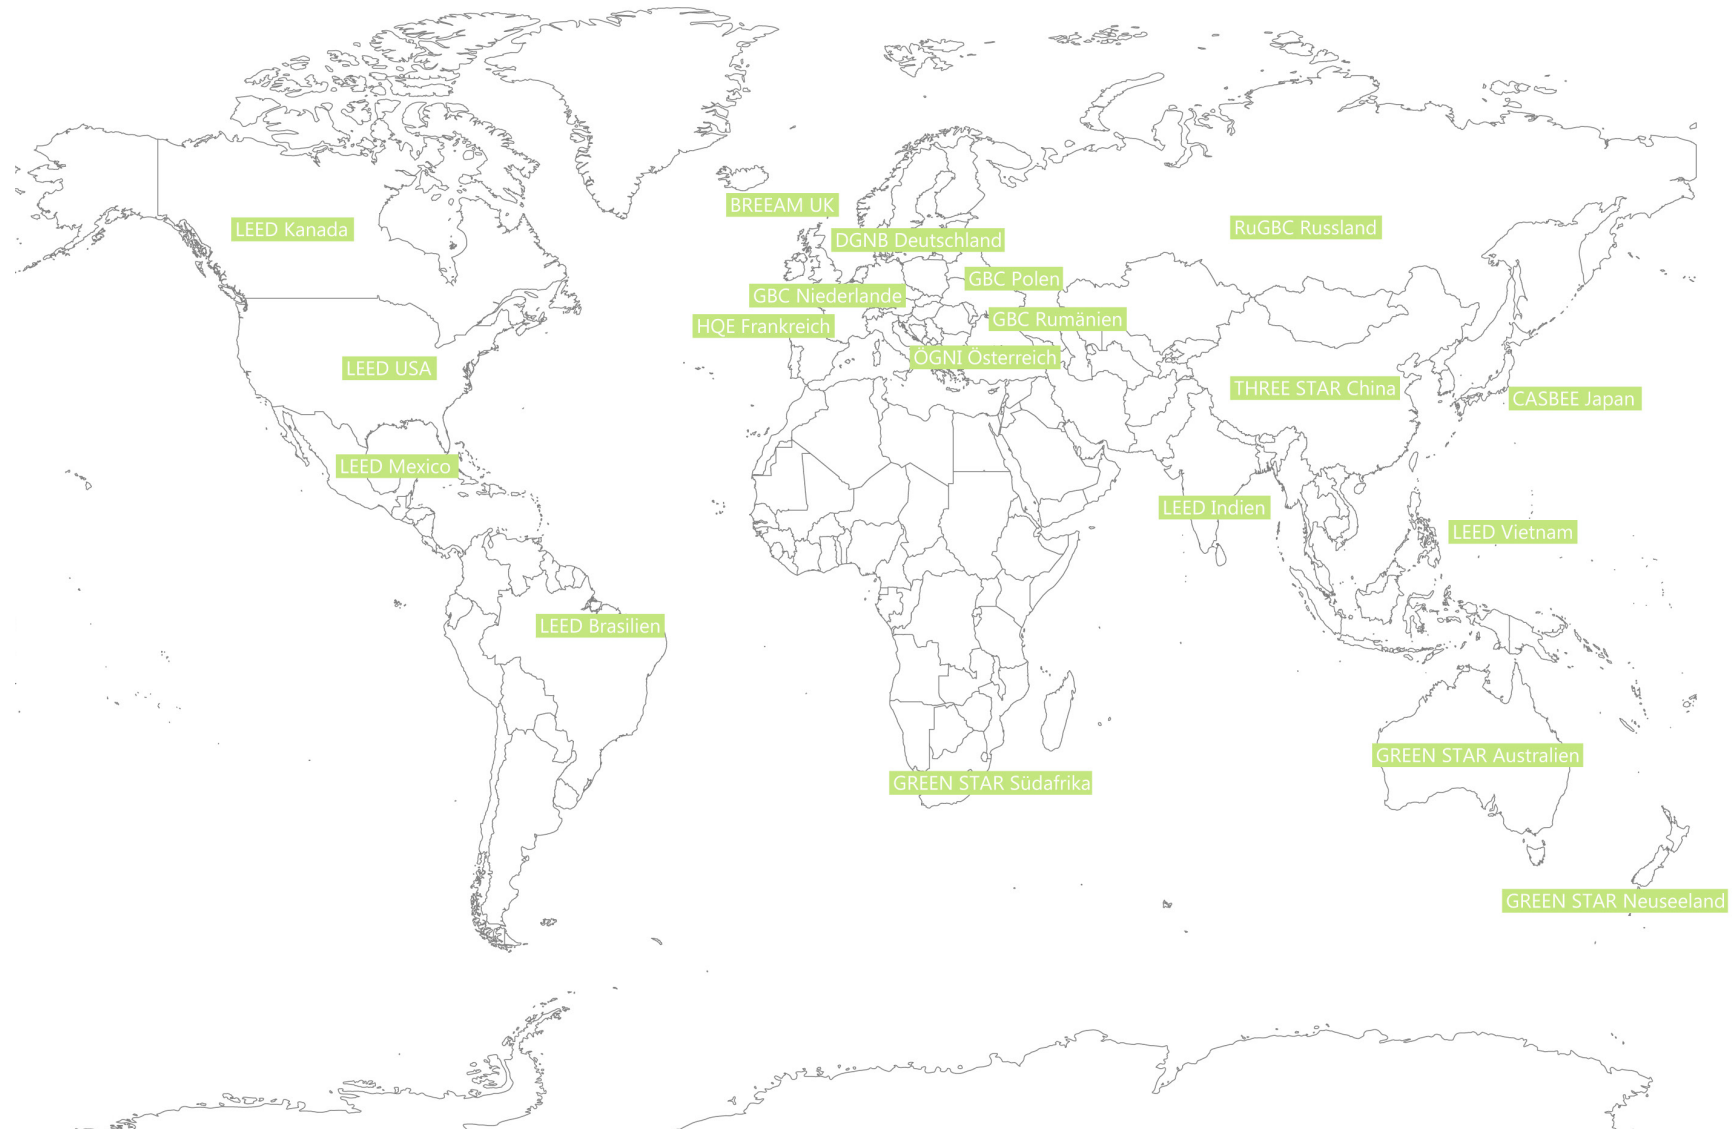 BREEAM UK
LEED Kanada
RuGBC Russland
DGNB Deutschland
GBC Polen
GBC Niederlande
GBC Rumänien
HQE Frankreich
ÖGNI Österreich
LEED USA
THREE STAR China
CASBEE Japan
LEED Mexico
LEED Indien
LEED Vietnam
LEED Brasilien
GREEN STAR Australien
GREEN STAR Südafrika
GREEN STAR Neuseeland